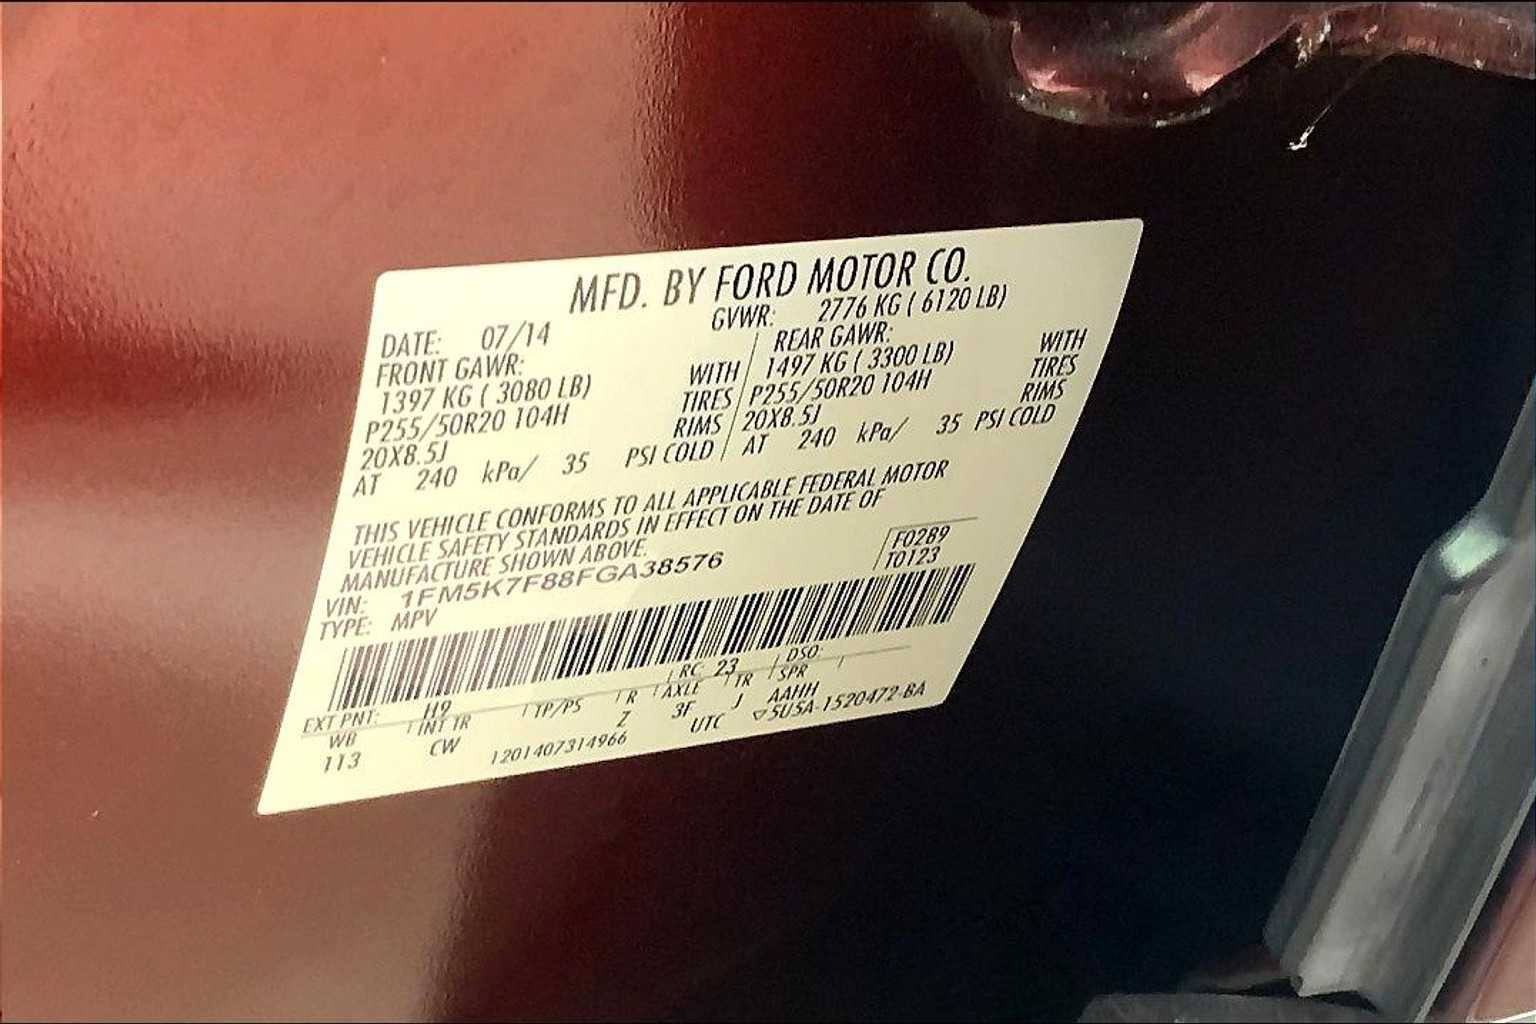 MFD. BY FORD MOTOR CO.
DATE: 07/14 GVWR: 2776 KG ( 6120 LB)
FRONT GAWR: REAR GAWR:
1397 KG ( 3080 LB) WITH 1497 KG ( 3300 LB) WITH
P255/50R20 104H TIRES P255/50R20 104H TIRES
20X8.5J RIMS 20X8.5J RIMS
AT 240 kPa/ 35 PSI COLD AT 240 kPa/ 35 PSI COLD
THIS VEHICLE CONFORMS TO ALL APPLICABLE FEDERAL MOTOR
VEHICLE SAFETY STANDARDS IN EFFECT ON THE DATE OF
MANUFACTURE SHOWN ABOVE.
VIN: 1FM5K7F88FGA38576 F0289
TYPE: MPV T0123
EXT PNT: H9 RC: 23 DSO:
WB INT TR TP/PS R AXLE TR SPR
113 CW Z 3F J AAHH
1201407314966 UTC ▽5U5A-1520472-BA